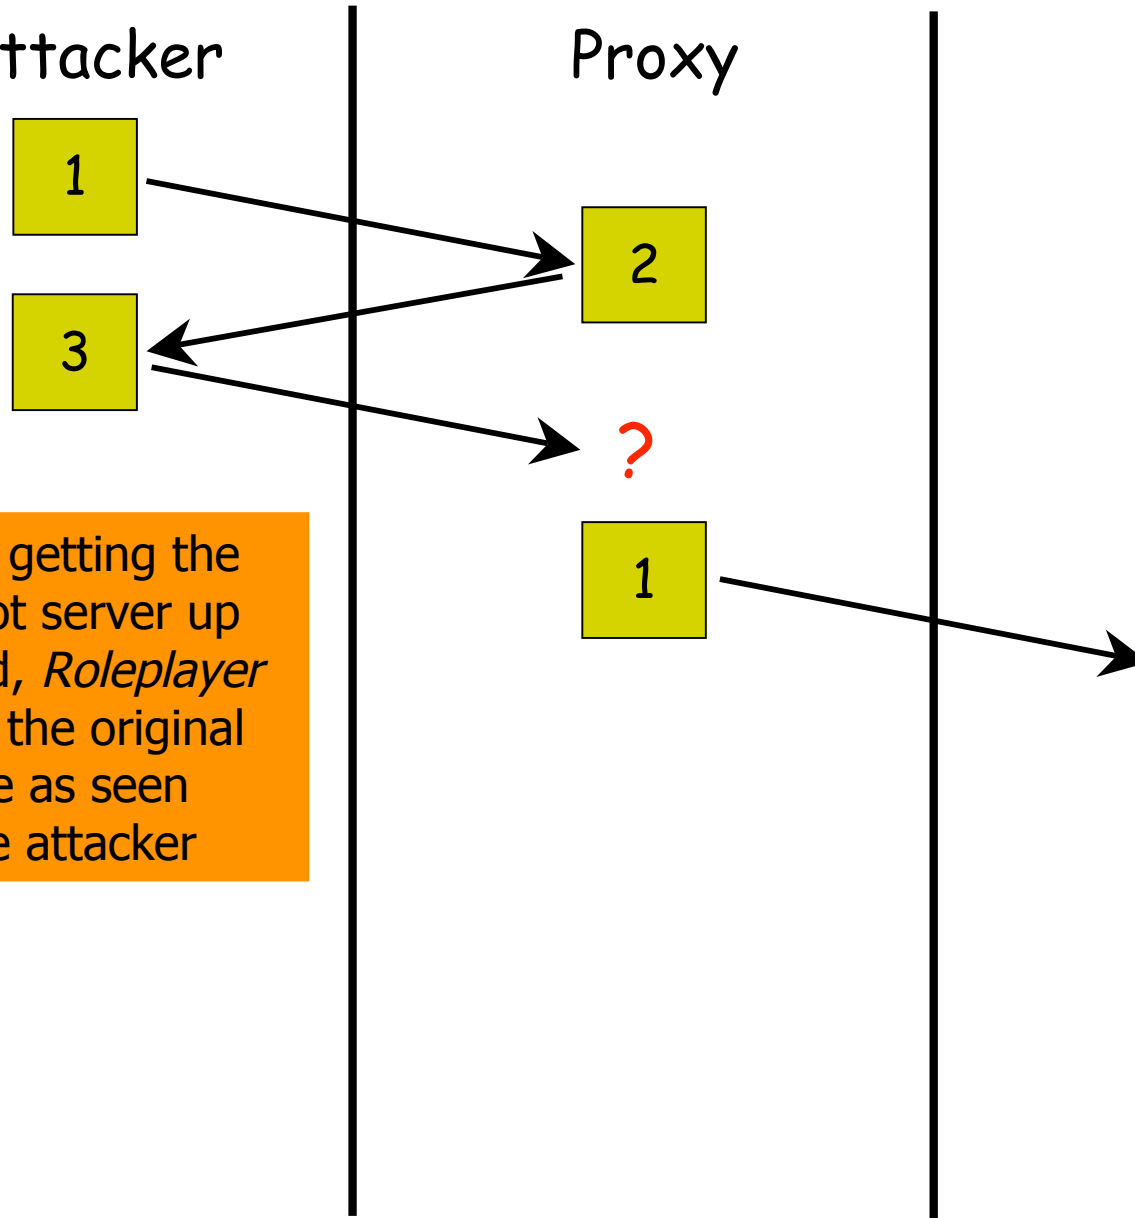 ttacker
Proxy
1
2
3
?
1
getting the
ot server up
d, Roleplayer
the original
e as seen
e attacker